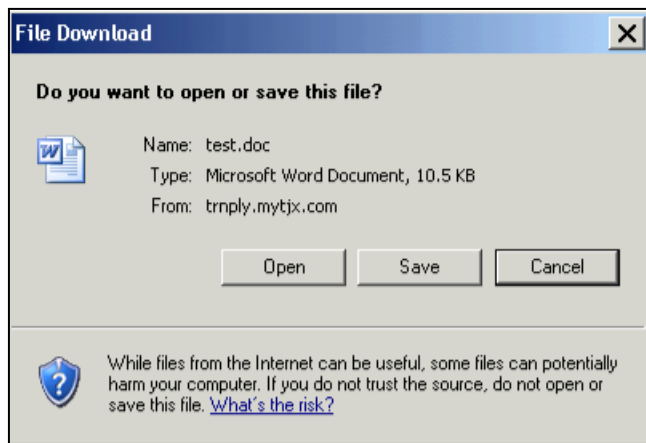 File Download
Do you want to open or save this file?
Name: test.doc
Type: Microsoft Word Document, 10.5 KB
From: trnply.mytjx.com
Open Save Cancel
While files from the Internet can be useful, some files can potentially
harm your computer. If you do not trust the source, do not open or
save this file. What's the risk?